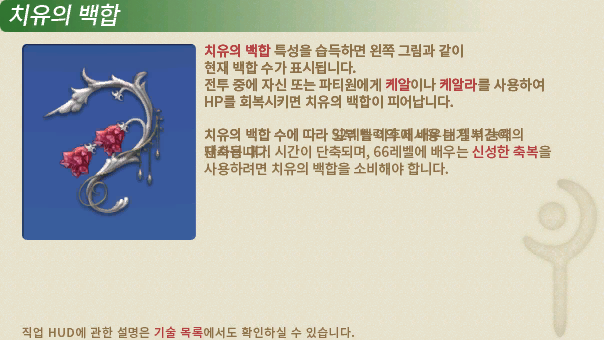 치유의 백합
치유의 백합 특성을 습득하면 왼쪽 그림과 같이
현재 백합 수가 표시됩니다.
전투 중에 자신 또는 파티원에게 케알이나 케알라를 사용하여
HP를 회복시키면 치유의 백합이 피어납니다.
치유의 백합 수에 따라
시간이 단축되며, 66레벨에 배우는 신성한 축복을
사용하려면 치유의 백합을 소비해야 합니다.
직업 HUD에 관한 설명은 기술 목록에서도 확인하실 수 있습니다.